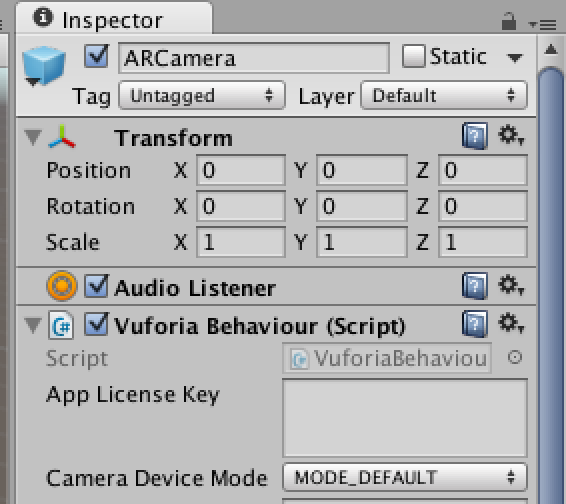 Inspector
ARCamera Static
Tag Untagged Layer Default
Transform
Position X 0 Y 0 Z 0
Rotation X 0 Y 0 Z 0
Scale X 1 Y 1 Z 1
Audio Listener
Vuforia Behaviour (Script)
Script VuforiaBehaviou
App License Key
Camera Device Mode MODE_DEFAULT